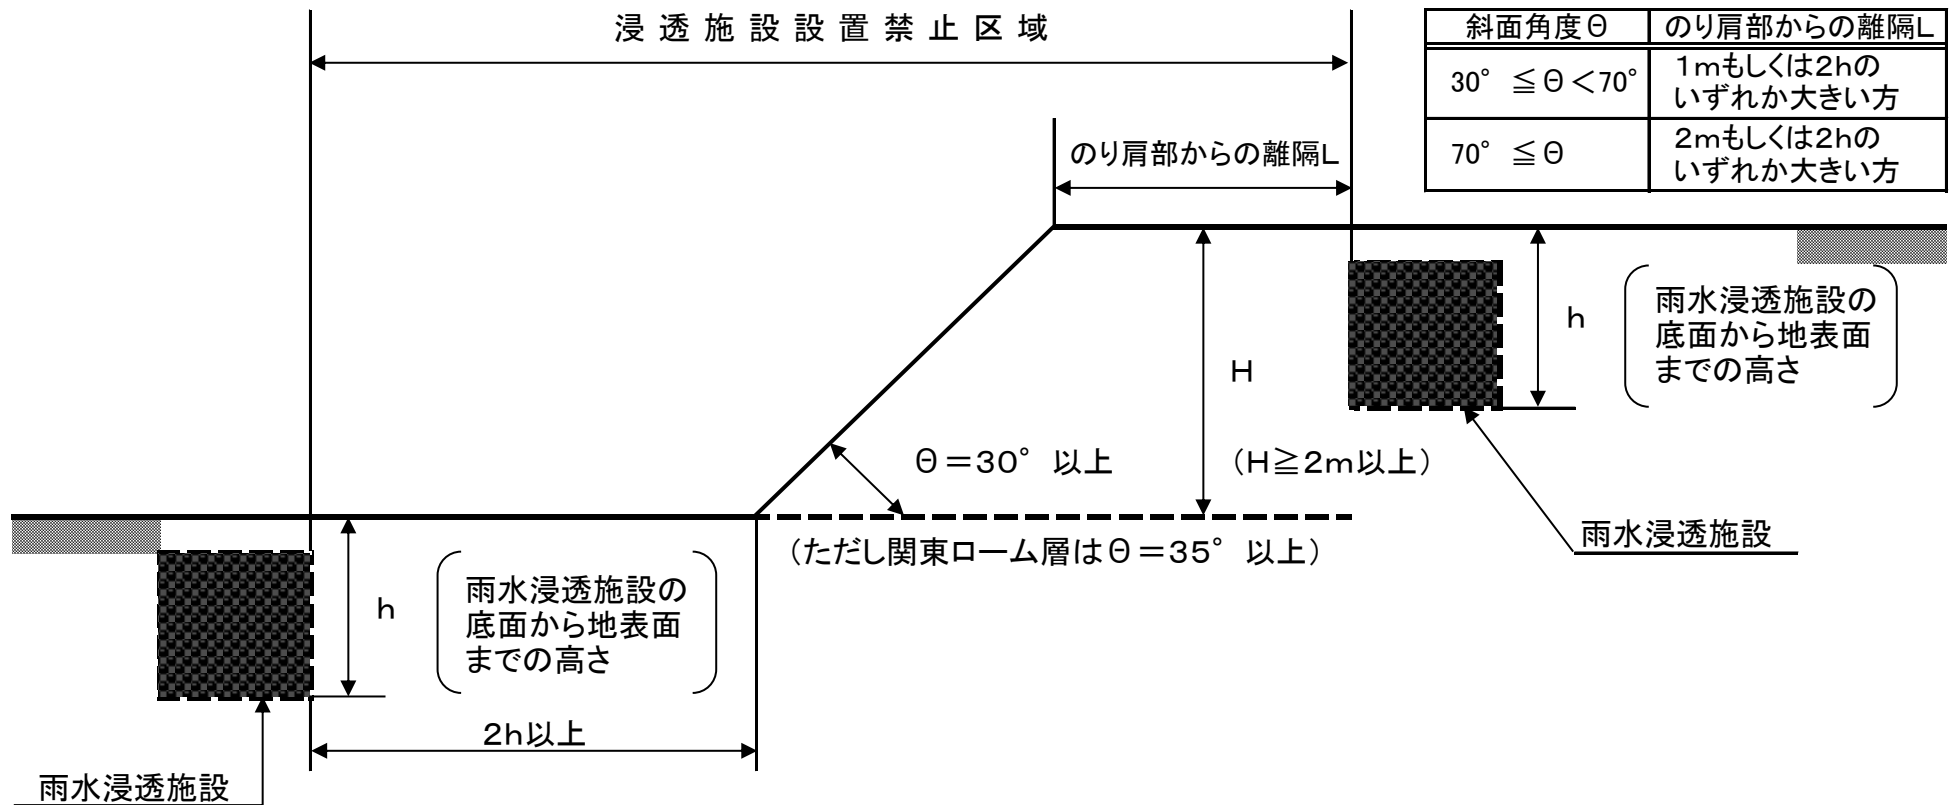 浸透施設設置禁止区域
斜面角度Θ
のり肩部からの離隔L
30°≦Θ<70°
1mもしくは2hの
いずれか大きい方
70°≦Θ
2mもしくは2hの
いずれか大きい方
のり肩部からの離隔L
H
(H≧2m以上)
h
雨水浸透施設の
底面から地表面
までの高さ
Θ=30°以上
(ただし関東ローム層はΘ=35°以上)
雨水浸透施設
h
雨水浸透施設の
底面から地表面
までの高さ
2h以上
雨水浸透施設